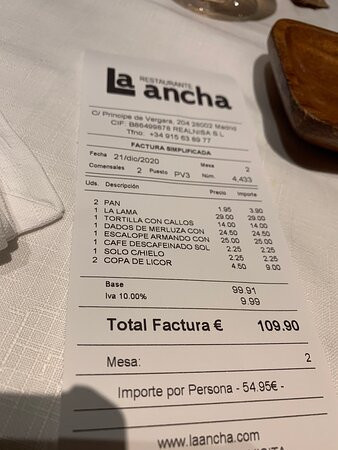 RESTAURANTE
La ancha
C/ Príncipe de Vergara, 204 28002 Madrid
CIF: B86499878 REALNISA S.L
Tfno: +34 915 63 89 77
FACTURA SIMPLIFICADA
Fecha 21/dic/2020 Mesa 2
Comensales 2 Puesto PV3 Núm. 4,433
Uds. Descripción Precio Importe
2 PAN 1.95 3.90
1 LA LAMA 29.00 29.00
1 TORTILLA CON CALLOS 14.00 14.00
1 DADOS DE MERLUZA CON 24.50 24.50
1 ESCALOPE ARMANDO CON 25.00 25.00
1 CAFE DESCAFEINADO SOL 2.25 2.25
1 SOLO C/HIELO 2.25 2.25
2 COPA DE LICOR 4.50 9.00
Base 99.91
Iva 10.00% 9.99
Total Factura € 109.90
Mesa: 2
Importe por Persona - 54.95€ -
www.laancha.com